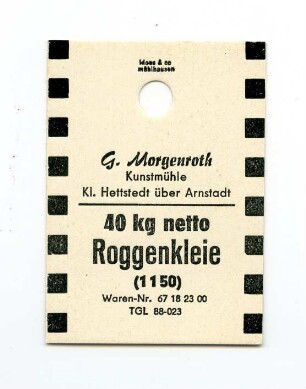 Maas & co
mühlhausen
G. Morgenroth
Kunstmühle
Kl. Hettstedt über Arnstadt
40 kg netto
Roggenkleie
(1150)
Waren-Nr. 67 18 23 00
TGL 88-023